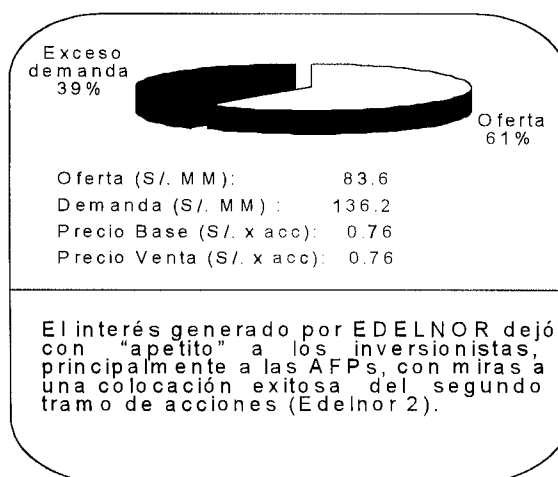 Exceso
demanda
39%
Oferta
61%
Oferta (S/. MM): 83.6
Demanda (S/. MM) : 136.2
Precio Base (S/. x acc): 0.76
Precio Venta (S/. x acc): 0.76
El interés generado por EDELNOR dejó
con "apetito" a los inversionistas,
principalmente a las AFPs, con miras a
una colocación exitosa del segundo
tramo de acciones (Edelnor 2).